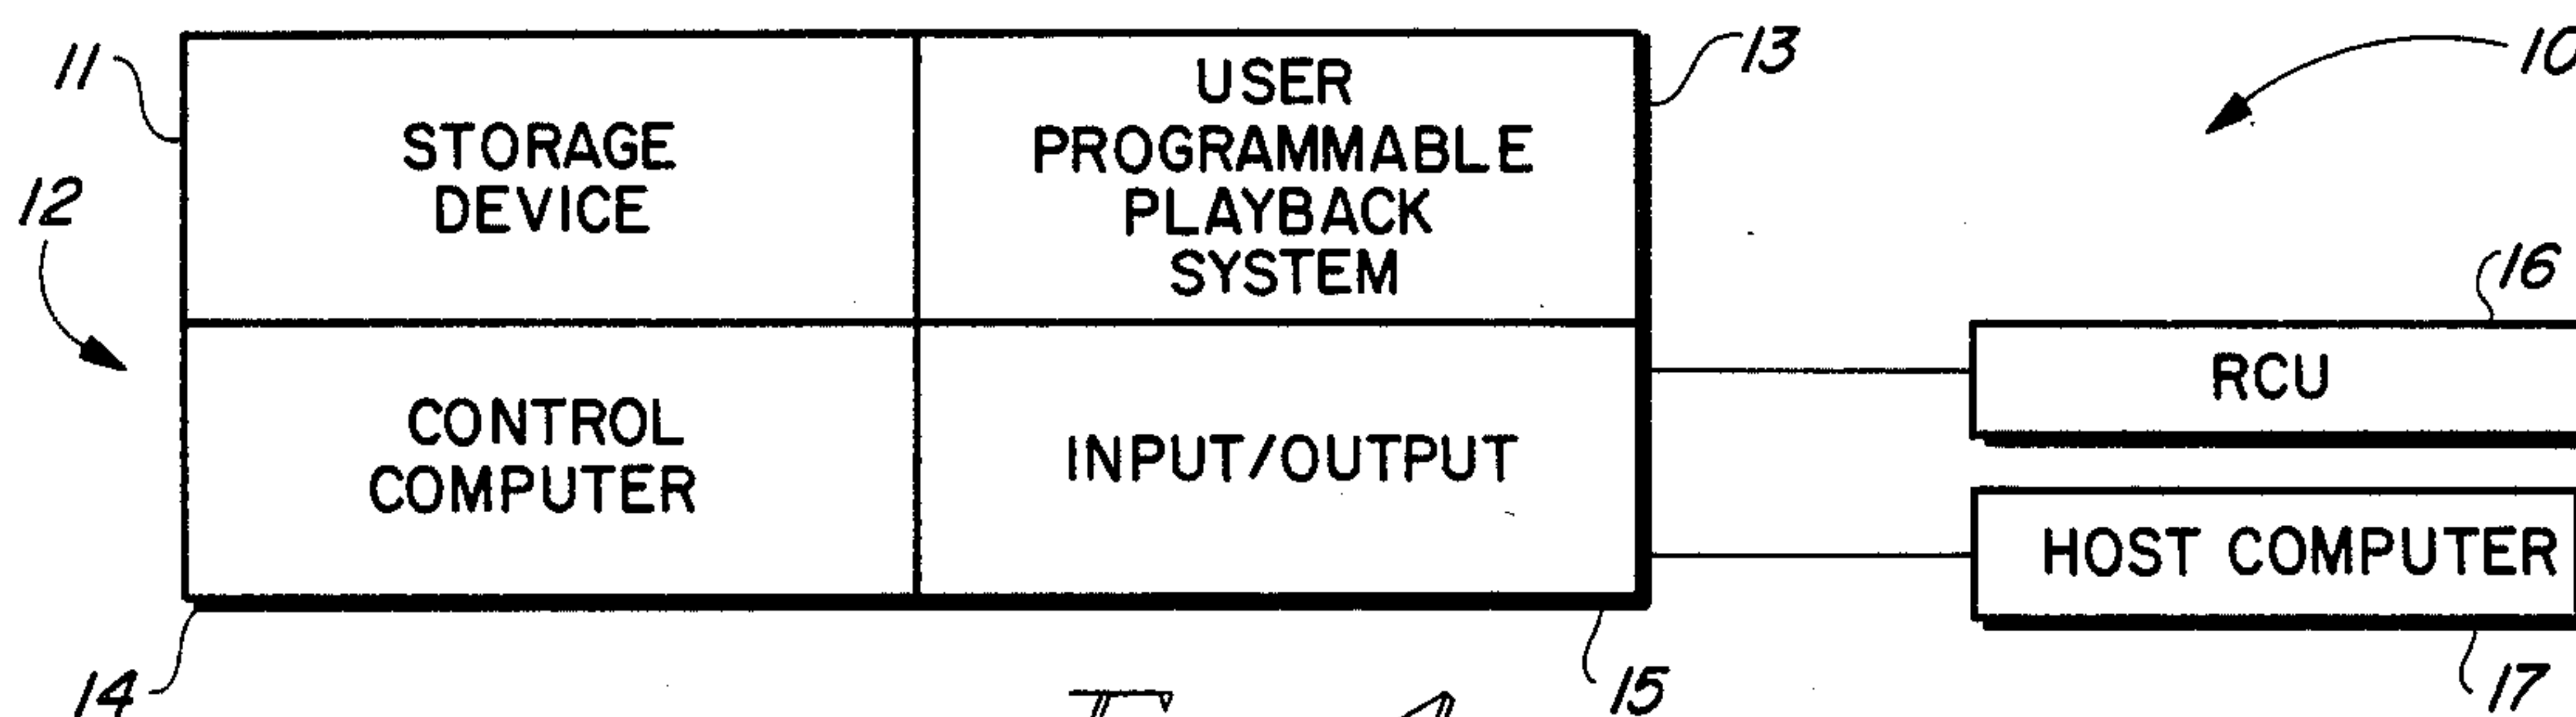 11
12
13
10
STORAGE
DEVICE
USER
PROGRAMMABLE
PLAYBACK
SYSTEM
CONTROL
COMPUTER
INPUT/OUTPUT
16
RCU
HOST COMPUTER
14
15
17